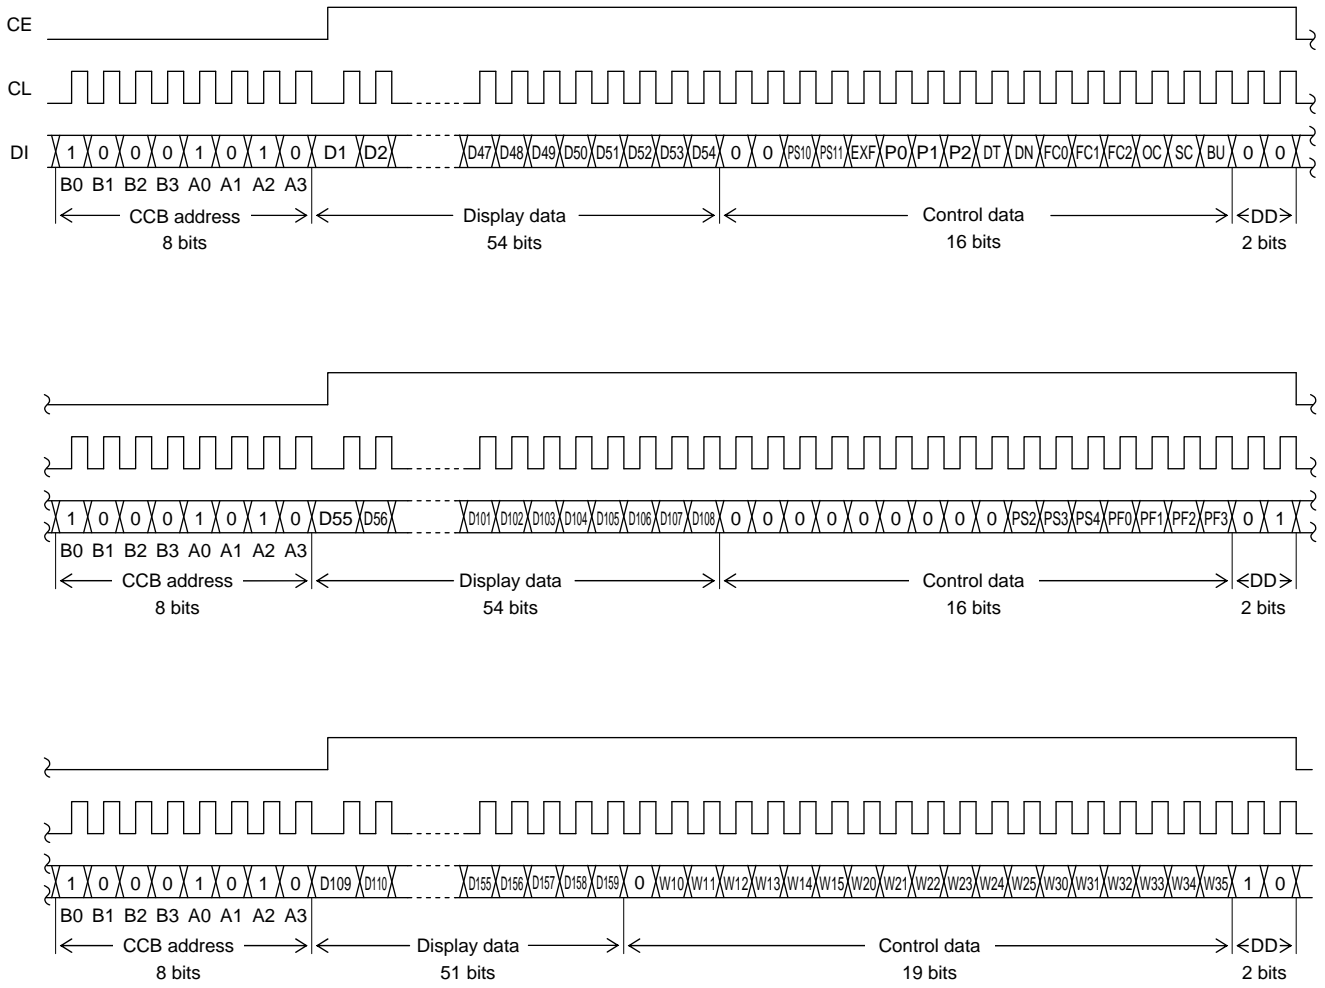 CE
CL
DI 1 0 0 0 1 0 1 0 D1 D2 D47 D48 D49 D50 D51 D52 D53 D54 0 0 PS10 PS11 EXF P0 P1 P2 DT DN FC0 FC1 FC2 OC SC BU 0 0
B0 B1 B2 B3 A0 A1 A2 A3
CCB address Display data Control data DD
8 bits 54 bits 16 bits 2 bits
1 0 0 0 1 0 1 0 D55 D56 D101 D102 D103 D104 D105 D106 D107 D108 0 0 0 0 0 0 0 0 0 PS2 PS3 PS4 PF0 PF1 PF2 PF3 0 1
B0 B1 B2 B3 A0 A1 A2 A3
CCB address Display data Control data DD
8 bits 54 bits 16 bits 2 bits
1 0 0 0 1 0 1 0 D109 D110 D155 D156 D157 D158 D159 0 W10 W11 W12 W13 W14 W15 W20 W21 W22 W23 W24 W25 W30 W31 W32 W33 W34 W35 1 0
B0 B1 B2 B3 A0 A1 A2 A3
CCB address Display data Control data DD
8 bits 51 bits 19 bits 2 bits